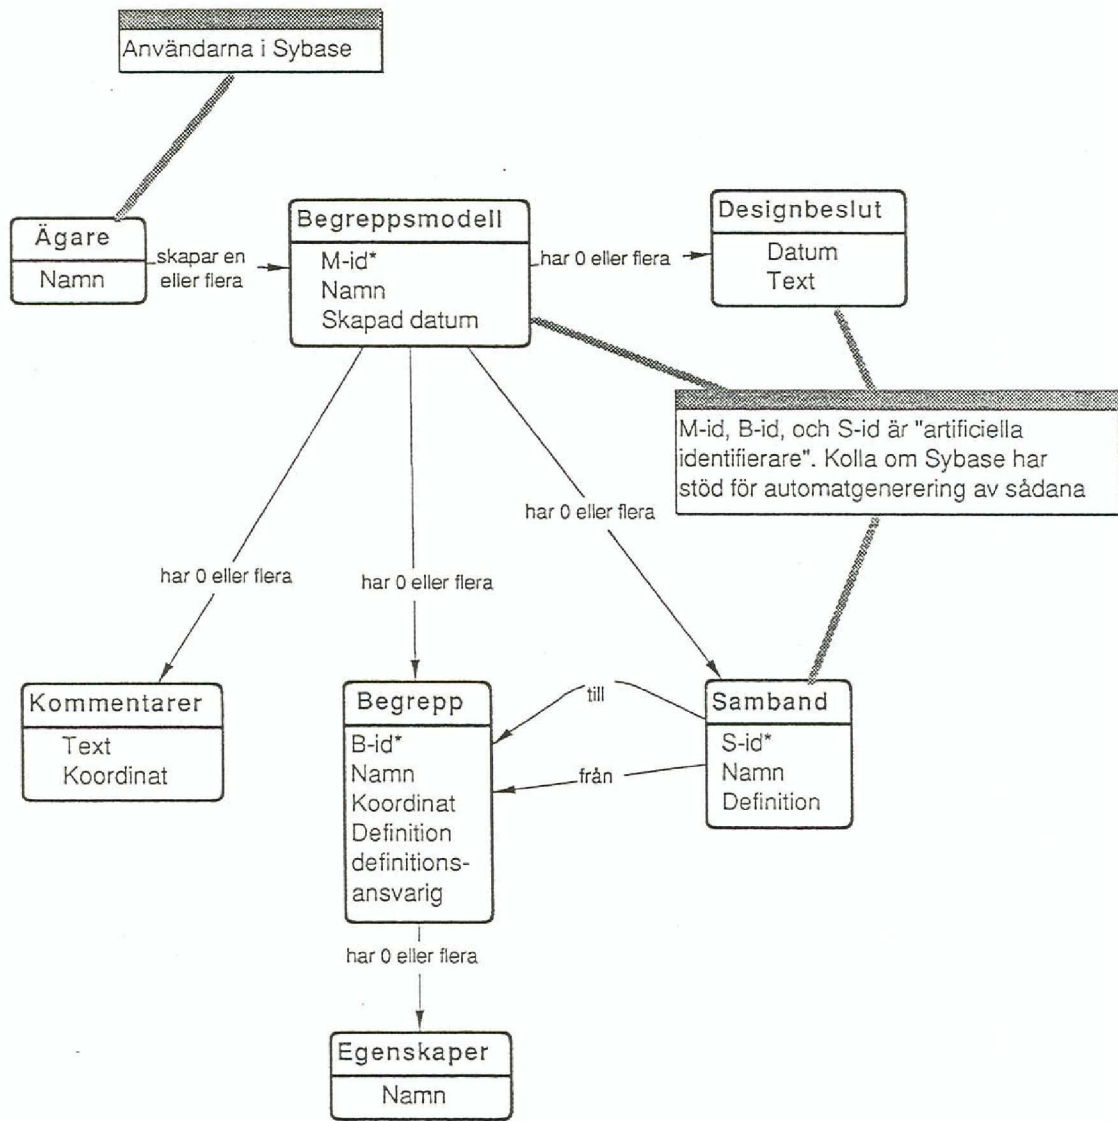 Användarna i Sybase
Ägare
Namn
skapar en
eller flera
Begreppsmodell
M-id*
Namn
Skapad datum
har 0 eller flera
Designbeslut
Datum
Text
M-id, B-id, och S-id är "artificiella
identifierare". Kolla om Sybase har
stöd för automatgenerering av sådana
har 0 eller flera
har 0 eller flera
har 0 eller flera
Kommentarer
Text
Koordinat
Begrepp
B-id*
Namn
Koordinat
Definition
definitions-
ansvarig
till
från
Samband
S-id*
Namn
Definition
har 0 eller flera
Egenskaper
Namn